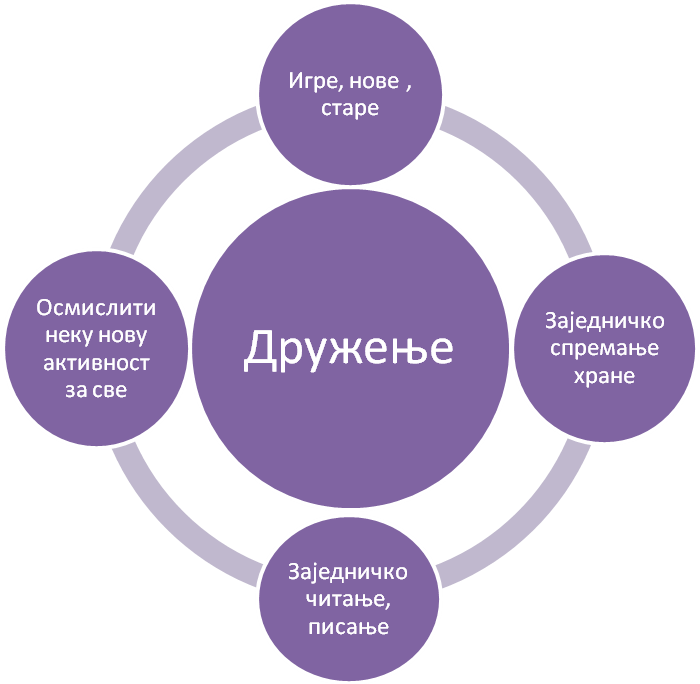 Игре, нове ,
старе
Дружење
Заједничко
спремање
хране
Заједничко
читање,
писање
Осмислити
неку нову
активност
за све